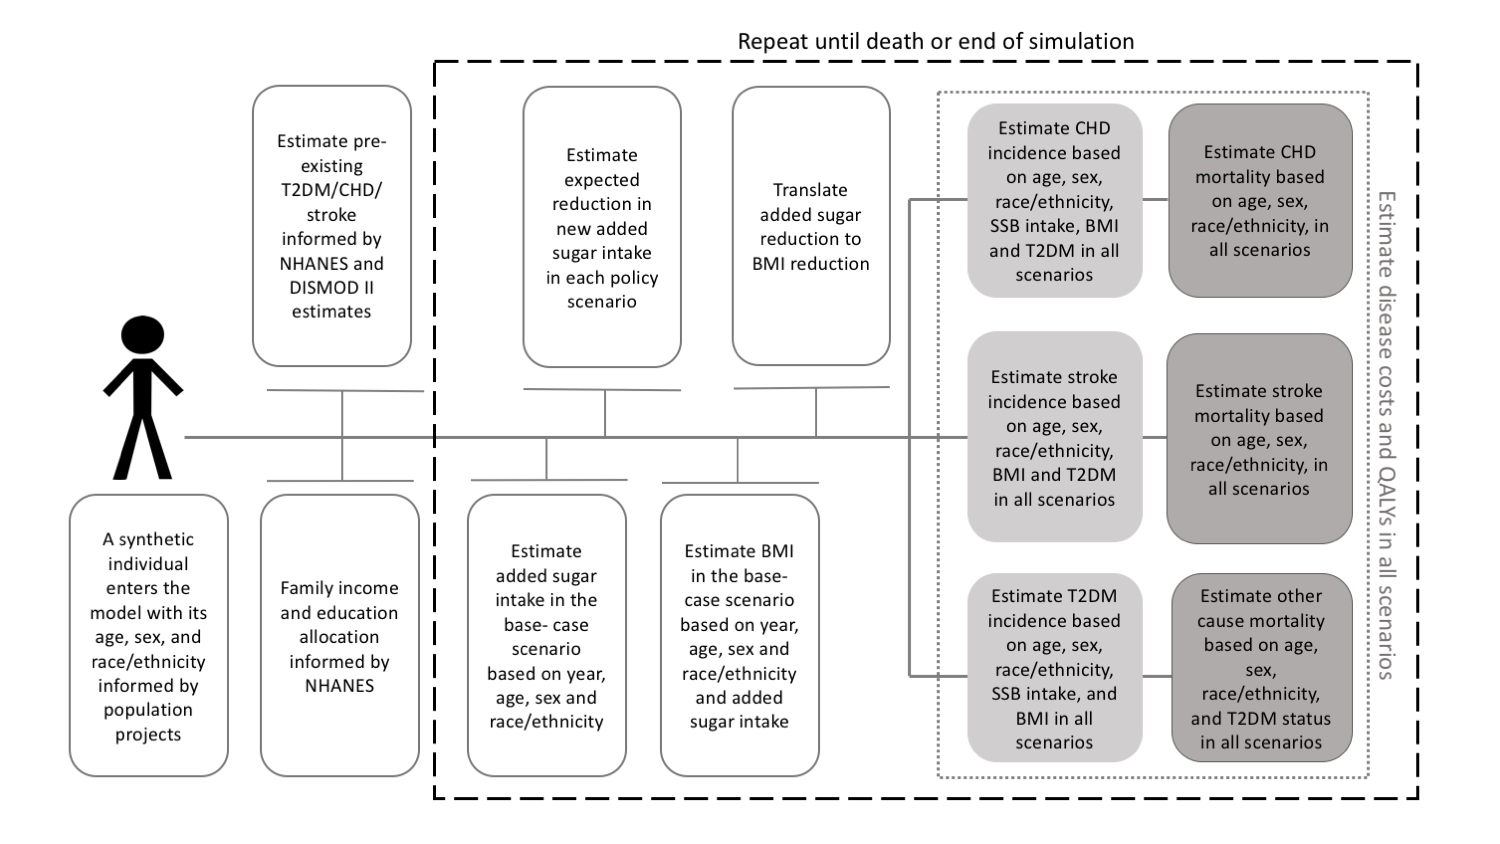 Repeat until death or end of simulation
Estimate pre-
existing
T2DM/CHD/
stroke
informed by
NHANES and
DISMOD II
estimates
Estimate
expected
reduction in
new added
sugar intake
in each policy
scenario
Translate
added sugar
reduction to
BMI reduction
Estimate CHD
incidence based
on age, sex,
race/ethnicity,
SSB intake, BMI
and T2DM in all
scenarios
Estimate CHD
mortality based
on age, sex,
race/ethnicity, in
all scenarios
Estimate stroke
incidence based
on age, sex,
race/ethnicity,
BMI and T2DM
in all scenarios
Estimate stroke
mortality based
on age, sex,
race/ethnicity, in
all scenarios
Estimate disease costs and QALYs in all scenarios
A synthetic
individual
enters the
model with its
age, sex, and
race/ethnicity
informed by
population
projects
Family income
and education
allocation
informed by
NHANES
Estimate
added sugar
intake in the
base- case
scenario
based on year,
age, sex and
race/ethnicity
Estimate BMI
in the base-
case scenario
based on year,
age, sex and
race/ethnicity
and added
sugar intake
Estimate T2DM
incidence based
on age, sex,
race/ethnicity,
SSB intake, and
BMI in all
scenarios
Estimate other
cause mortality
based on age,
sex,
race/ethnicity,
and T2DM status
in all scenarios